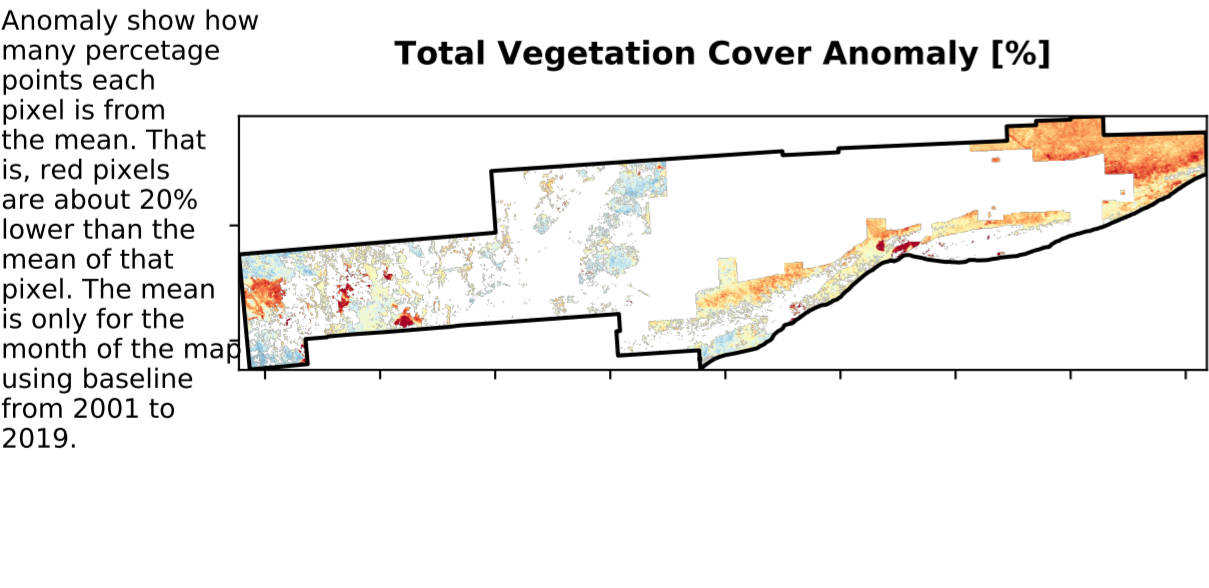 Anomaly show how
many percetage
points each
pixel is from
the mean. That
is, red pixels
are about 20%
lower than the
mean of that
pixel. The mean
is only for the
month of the map
using baseline
from 2001 to
2019.
Total Vegetation Cover Anomaly [%]